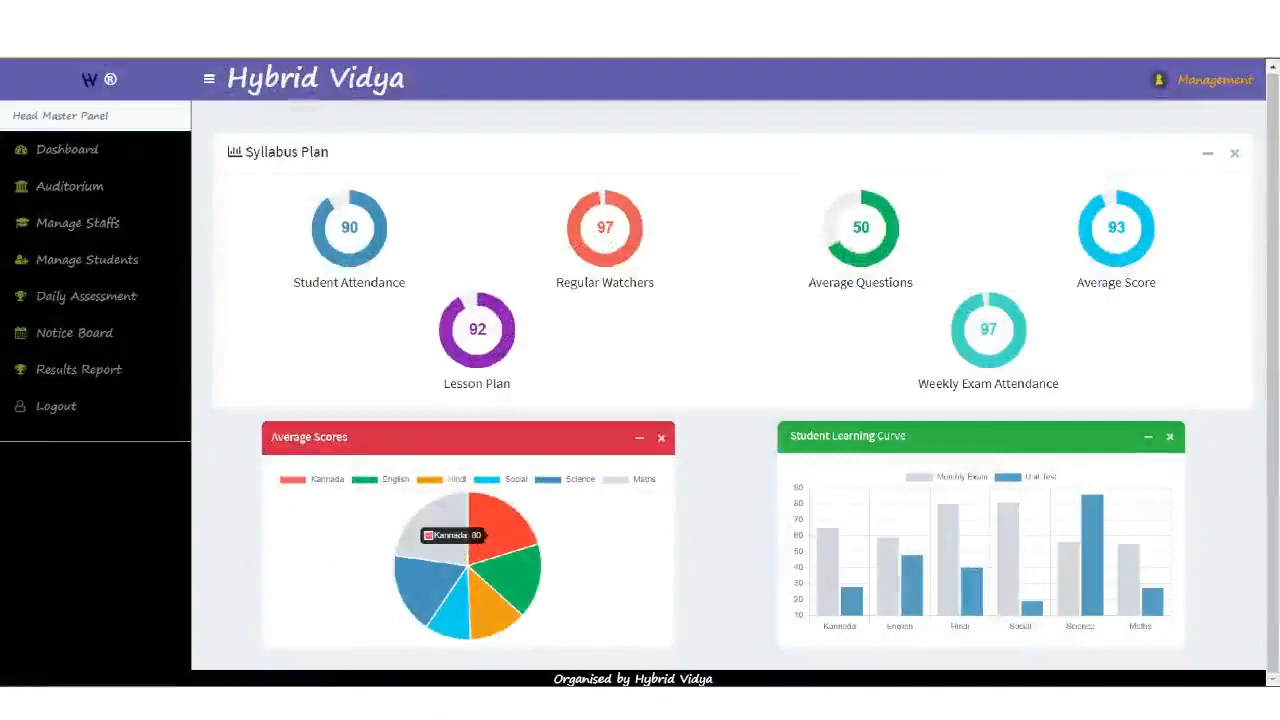 W ®
Hybrid Vidya
Management
Head Master Panel
Dashboard
Auditorium
Manage Staffs
Manage Students
Daily Assessment
Notice Board
Results Report
Logout
Syllabus Plan
90
97
50
93
Student Attendance
Regular Watchers
Average Questions
Average Score
92
97
Lesson Plan
Weekly Exam Attendance
Average Scores
Kannada English Hindi Social Science Maths
Kannada: 80
Student Learning Curve
Monthly Exam Unit Test
90
80
70
60
50
40
30
20
10
Kannada English Hindi Social Science Maths
Organised by Hybrid Vidya